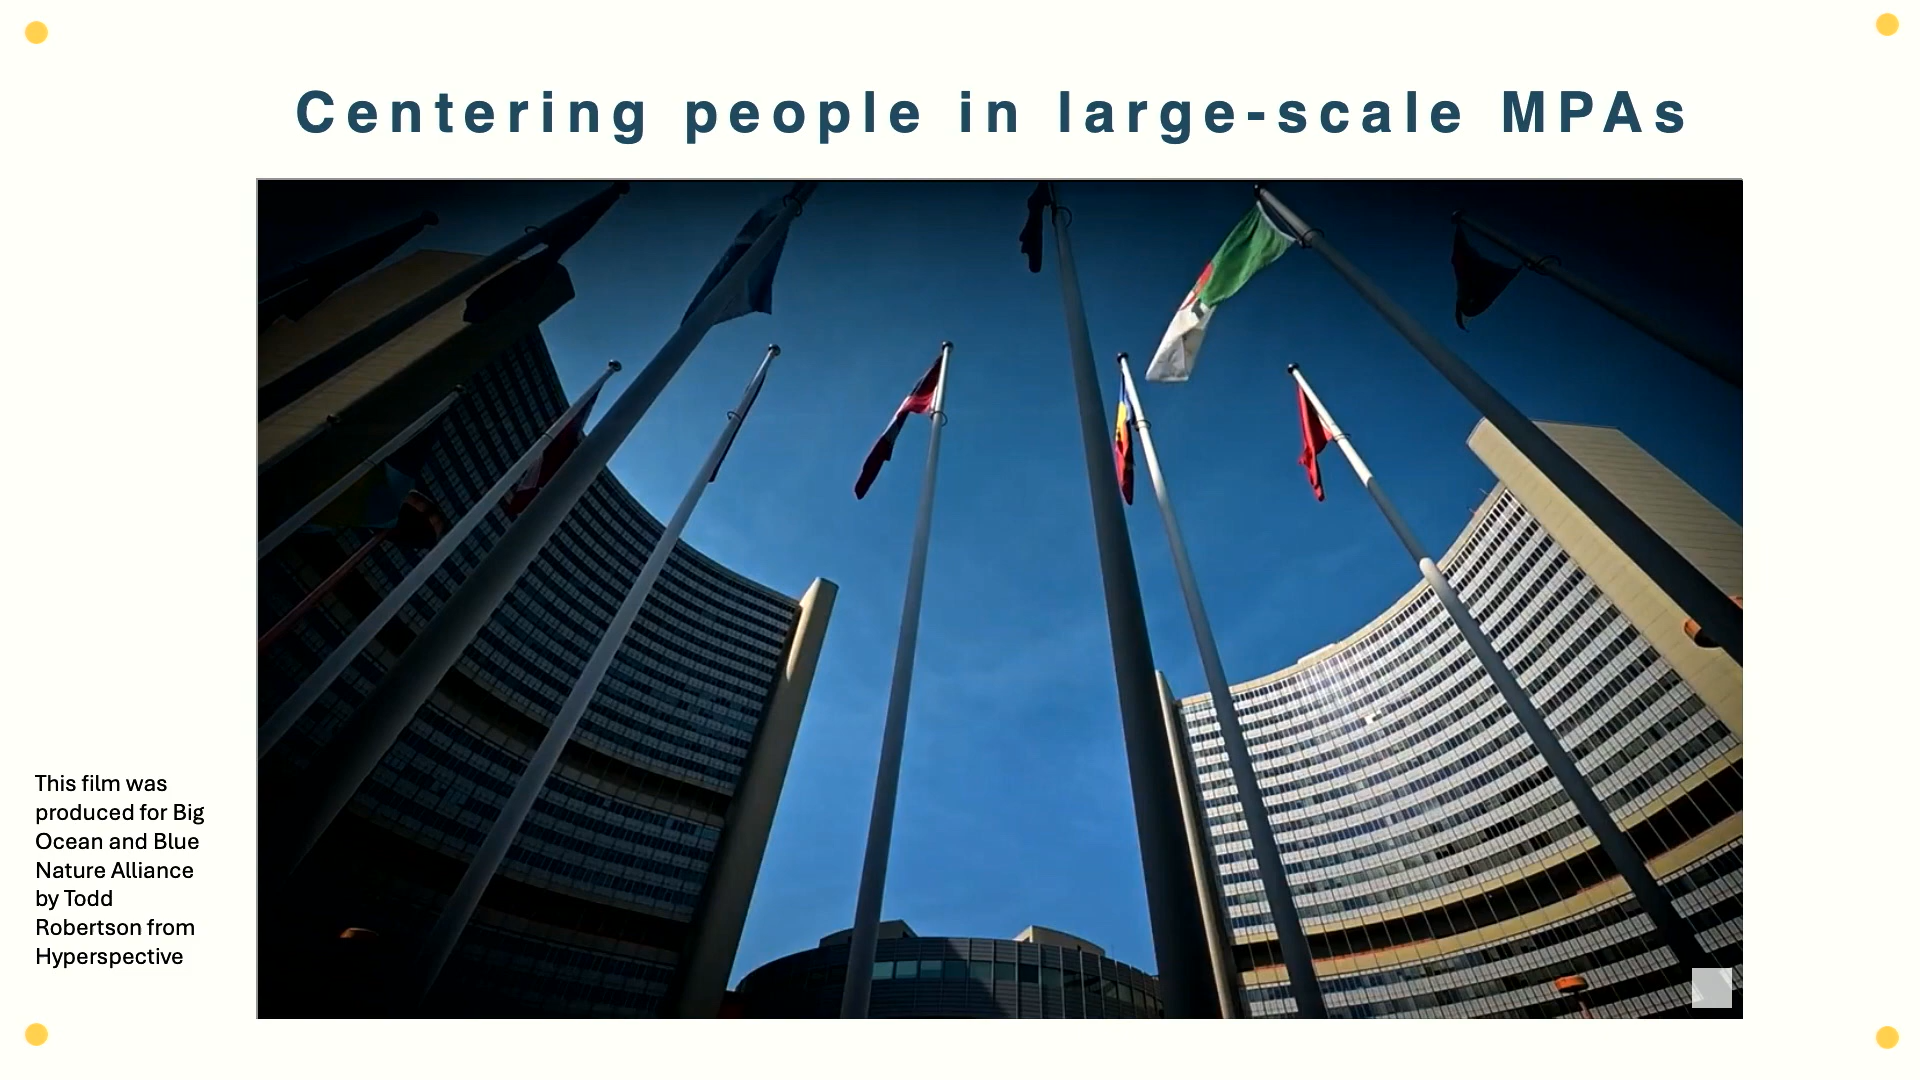 Centering people in large-scale MPAs
This film was
produced for Big
Ocean and Blue
Nature Alliance
by Todd
Robertson from
Hyperspective